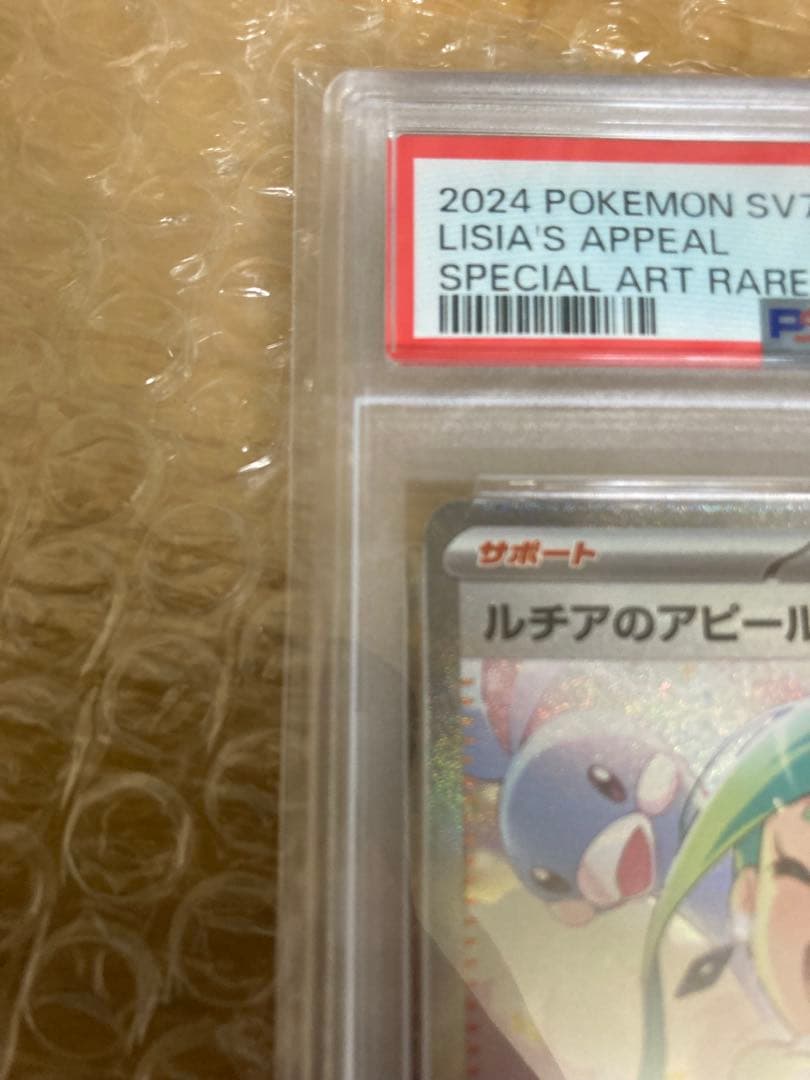 2024 POKEMON SV7
LISIA'S APPEAL
SPECIAL ART RARE
サポート
ルチアのアピール